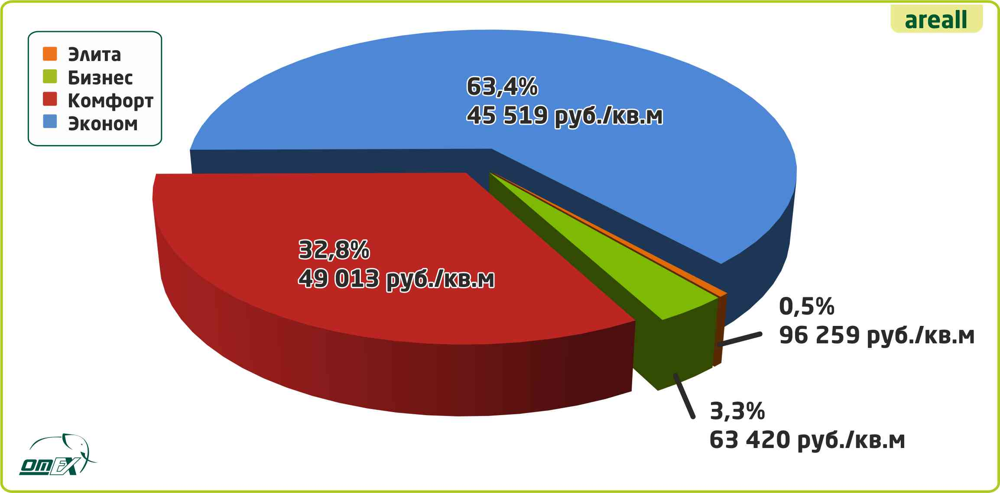 areall
Элита
Бизнес
Комфорт
Эконом
63,4%
45 519 руб./кв.м
32,8%
49 013 руб./кв.м
0,5%
96 259 руб./кв.м
3,3%
63 420 руб./кв.м
omEX